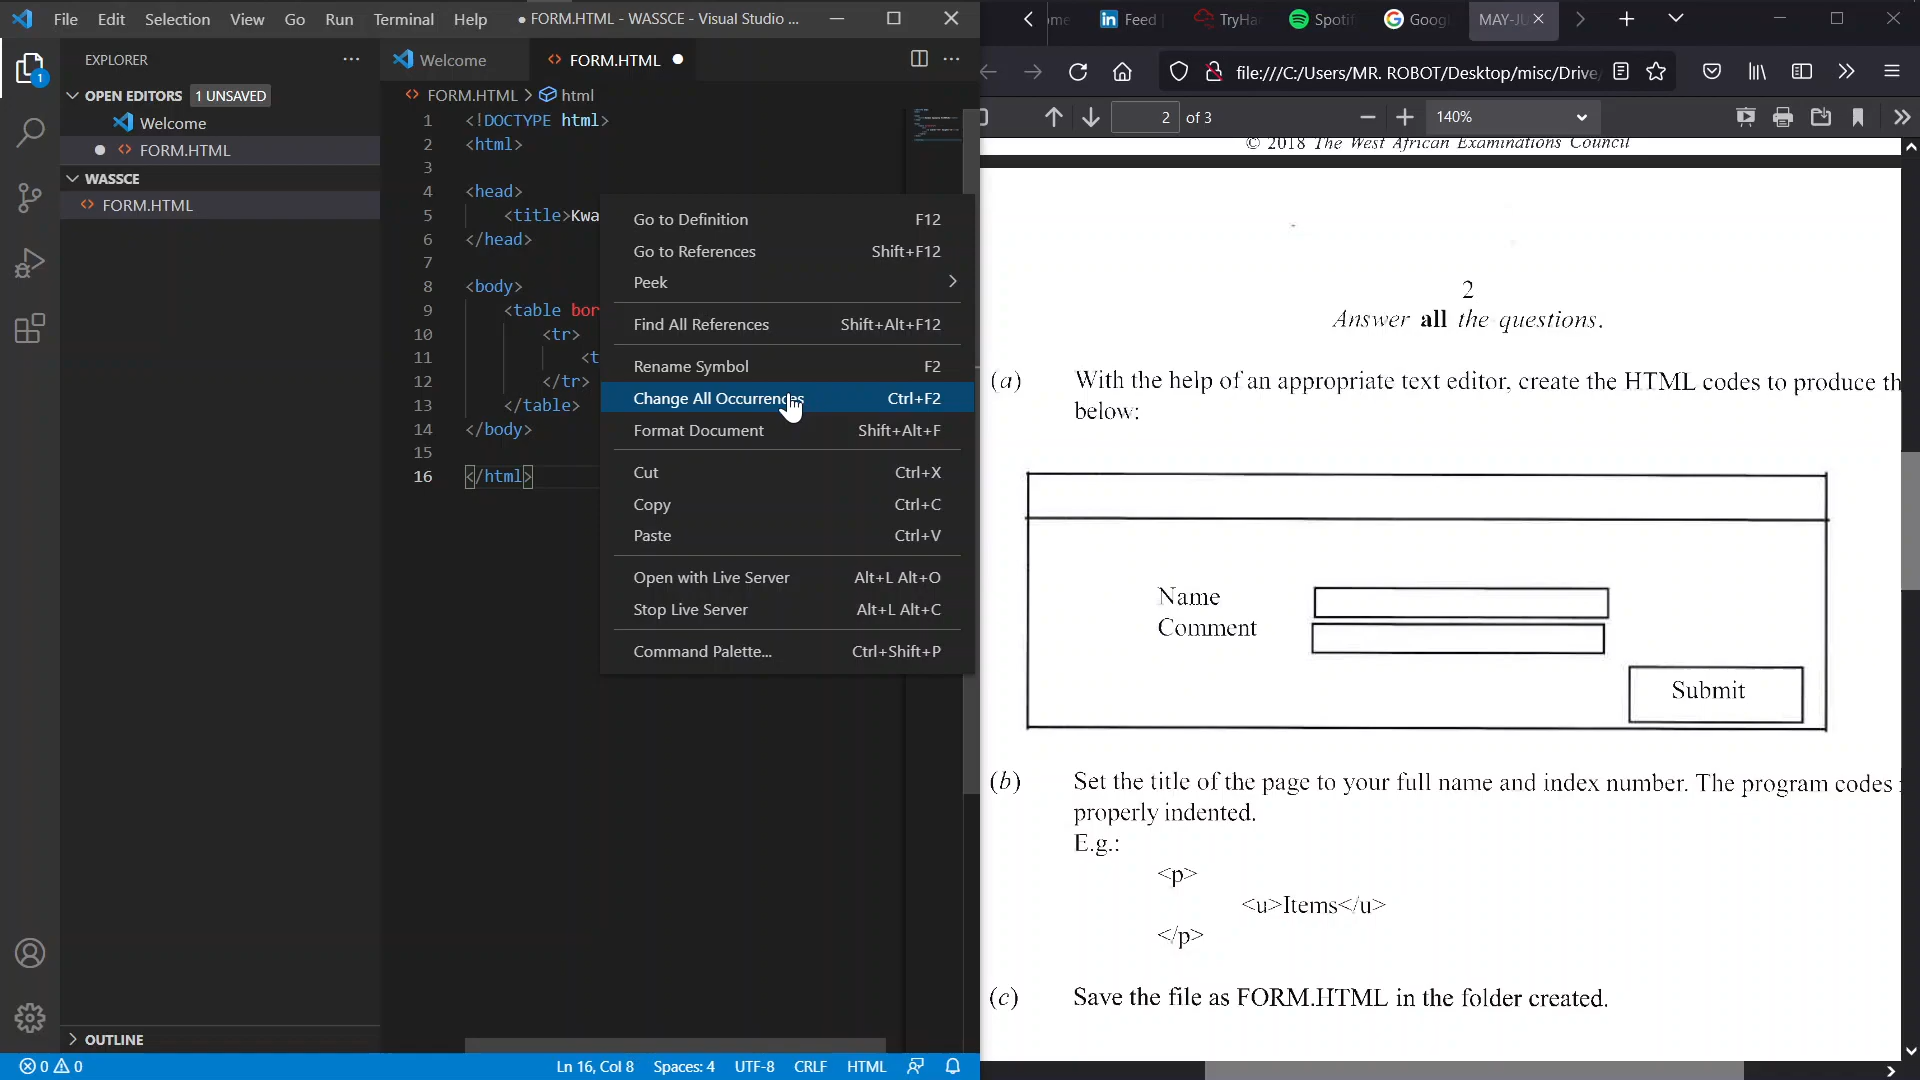 File Edit Selection View Go Run Terminal Help
● FORM.HTML - WASSCE - Visual Studio ...
EXPLORER
OPEN EDITORS 1 UNSAVED
Welcome
FORM.HTML
WASSCE
FORM.HTML
OUTLINE
1
Welcome
FORM.HTML
FORM.HTML > html
1 <!DOCTYPE html>
2 <html>
3
4 <head>
5 <title>Kwa
6 </head>
7
8 <body>
9 <table bor
10 <tr>
11 <t
12 </tr>
13 </table>
14 </body>
15
16 </html>
Go to Definition F12
Go to References Shift+F12
Peek
Find All References Shift+Alt+F12
Rename Symbol F2
Change All Occurrences Ctrl+F2
Format Document Shift+Alt+F
Cut Ctrl+X
Copy Ctrl+C
Paste Ctrl+V
Open with Live Server Alt+L Alt+O
Stop Live Server Alt+L Alt+C
Command Palette... Ctrl+Shift+P
0 0
Ln 16, Col 8 Spaces: 4 UTF-8 CRLF HTML
me Feed TryHa Spotif Googl MAY-JU
file:///C:/Users/MR. ROBOT/Desktop/misc/Drive/
2 of 3
140%
© 2018 The West African Examinations Council
2
Answer all the questions.
(a) With the help of an appropriate text editor, create the HTML codes to produce th
below:
Name
Comment
Submit
(b) Set the title of the page to your full name and index number. The program codes
properly indented.
E.g.:
<p>
<u>Items</u>
</p>
(c) Save the file as FORM.HTML in the folder created.